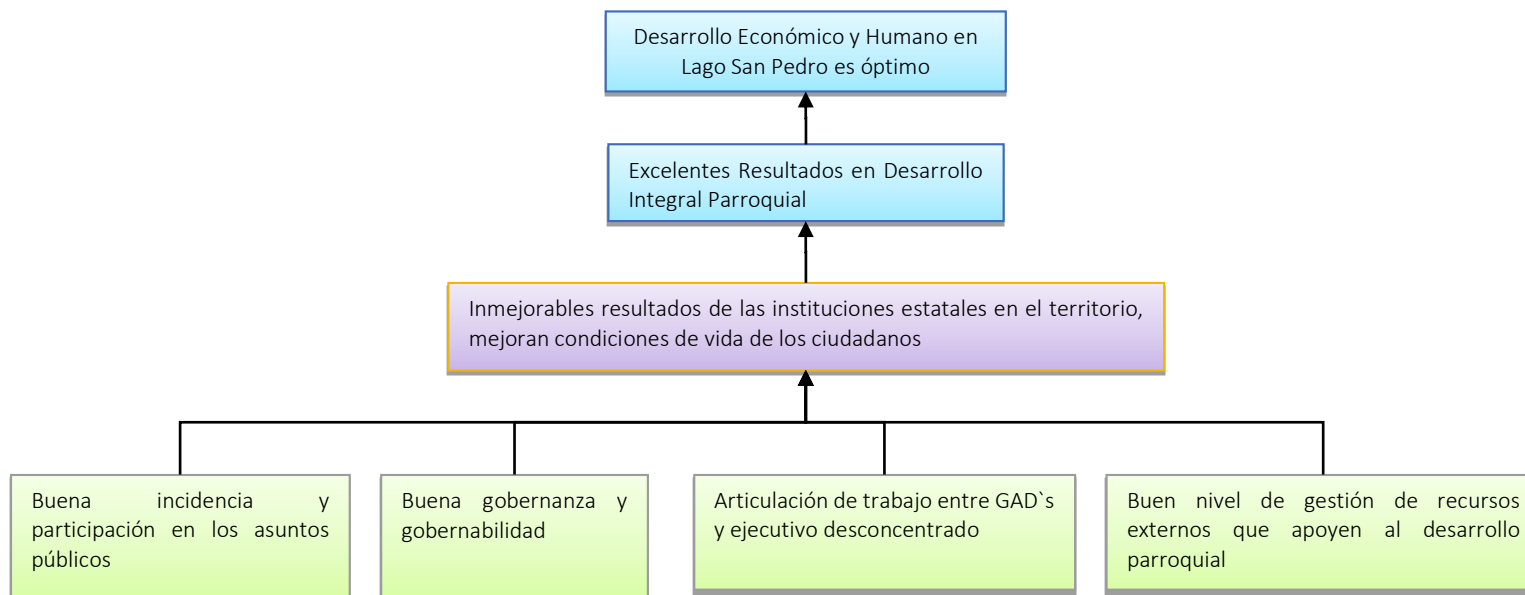 Desarrollo Económico y Humano en
Lago San Pedro es óptimo
Excelentes Resultados en Desarrollo
Integral Parroquial
Inmejorables resultados de las instituciones estatales en el territorio,
mejoran condiciones de vida de los ciudadanos
Buena incidencia y
participación en los asuntos
públicos
Buena gobernanza y
gobernabilidad
Articulación de trabajo entre GAD`s
y ejecutivo desconcentrado
Buen nivel de gestión de recursos
externos que apoyen al desarrollo
parroquial